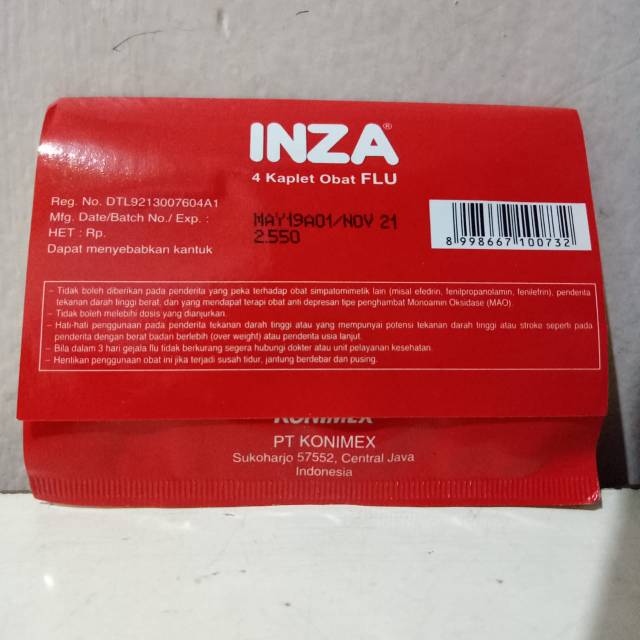 INZA®
4 Kaplet Obat FLU
Reg. No. DTL9213007604A1
Mfg. Date/Batch No./ Exp. : MAY19A01/NOV 21
HET : Rp. 2.550
Dapat menyebabkan kantuk
8 998667 100732
- Tidak boleh diberikan pada penderita yang peka terhadap obat simpatomimetik lain (misal efedrin, fenilpropanolamin, fenilefrin), penderita
tekanan darah tinggi berat, dan yang mendapat terapi obat anti depresan tipe penghambat Monoamin Oksidase (MAO).
- Tidak boleh melebihi dosis yang dianjurkan.
- Hati-hati penggunaan pada penderita tekanan darah tinggi atau yang mempunyai potensi tekanan darah tinggi atau stroke seperti pada
penderita dengan berat badan berlebih (over weight) atau penderita usia lanjut.
- Bila dalam 3 hari gejala flu tidak berkurang segera hubungi dokter atau unit pelayanan kesehatan.
- Hentikan penggunaan obat ini jika terjadi susah tidur, jantung berdebar dan pusing.
KONIMEX
PT KONIMEX
Sukoharjo 57552, Central Java
Indonesia